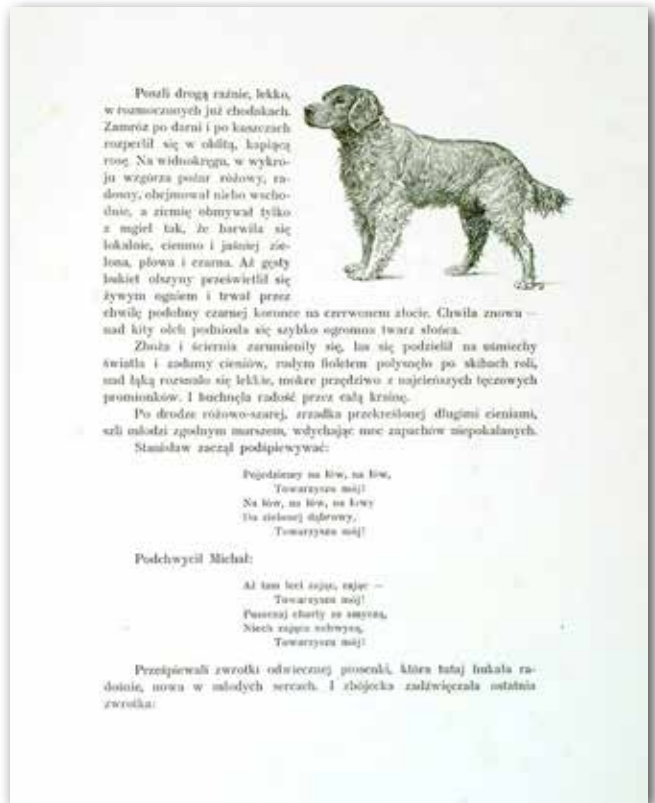 Poszli drogą raźnie, lekko,
w rozmoczonych już chodakach.
Zamróz po darni i po kaszczach
rozperlił się w obfitą, kapiącą
rosę. Na widnokręgu, w wykro-
ju wzgórza pożar różowy, ra-
dosny, obejmował niebo wscho-
dnie, a ziemię obmywał tylko
z mgieł tak, że barwiła się
lokalnie, ciemno i jaśniej zie-
lona, płowa i czarna. Aż gęsty
bukiet olszyny prześwietlił się
żywym ogniem i trwał przez
chwilę podobny czarnej koronce na czerwonem złocie. Chwila znowu —
nad kity olch podniosła się szybko ogromna twarz słońca.
Zboża i ściernia zarumieniły się, las się podzielił na uśmiechy
światła i zadumy cieniów, rudym fioletem połysnęło po skibach roli,
nad łąką rozsnuło się lekkie, mokre przędziwo z najcieńszych tęczowych
promionków. I buchnęła radość przez całą krainę.
Po drodze różowo-szarej, zrzadka przekreślonej długimi cieniami,
szli młodzi zgodnym marszem, wdychając moc zapachów niepokalanych.
Stanisław zaczął podśpiewywać:
Pojedziemy na łów, na łów,
Towarzyszu mój!
Na łów, na łów, na łowy
Do zielonej dąbrowy,
Towarzyszu mój!
Podchwycił Michał:
Aż tam leci zając, zając —
Towarzyszu mój!
Puszczaj charty ze smyczą,
Niech zająca uchwycą,
Towarzyszu mój!
Prześpiewali zwrotki odwiecznej piosenki, która tutaj hukała ra-
dośnie, nowa w młodych sercach. I zbójecka zadźwięczała ostatnia
zwrotka: